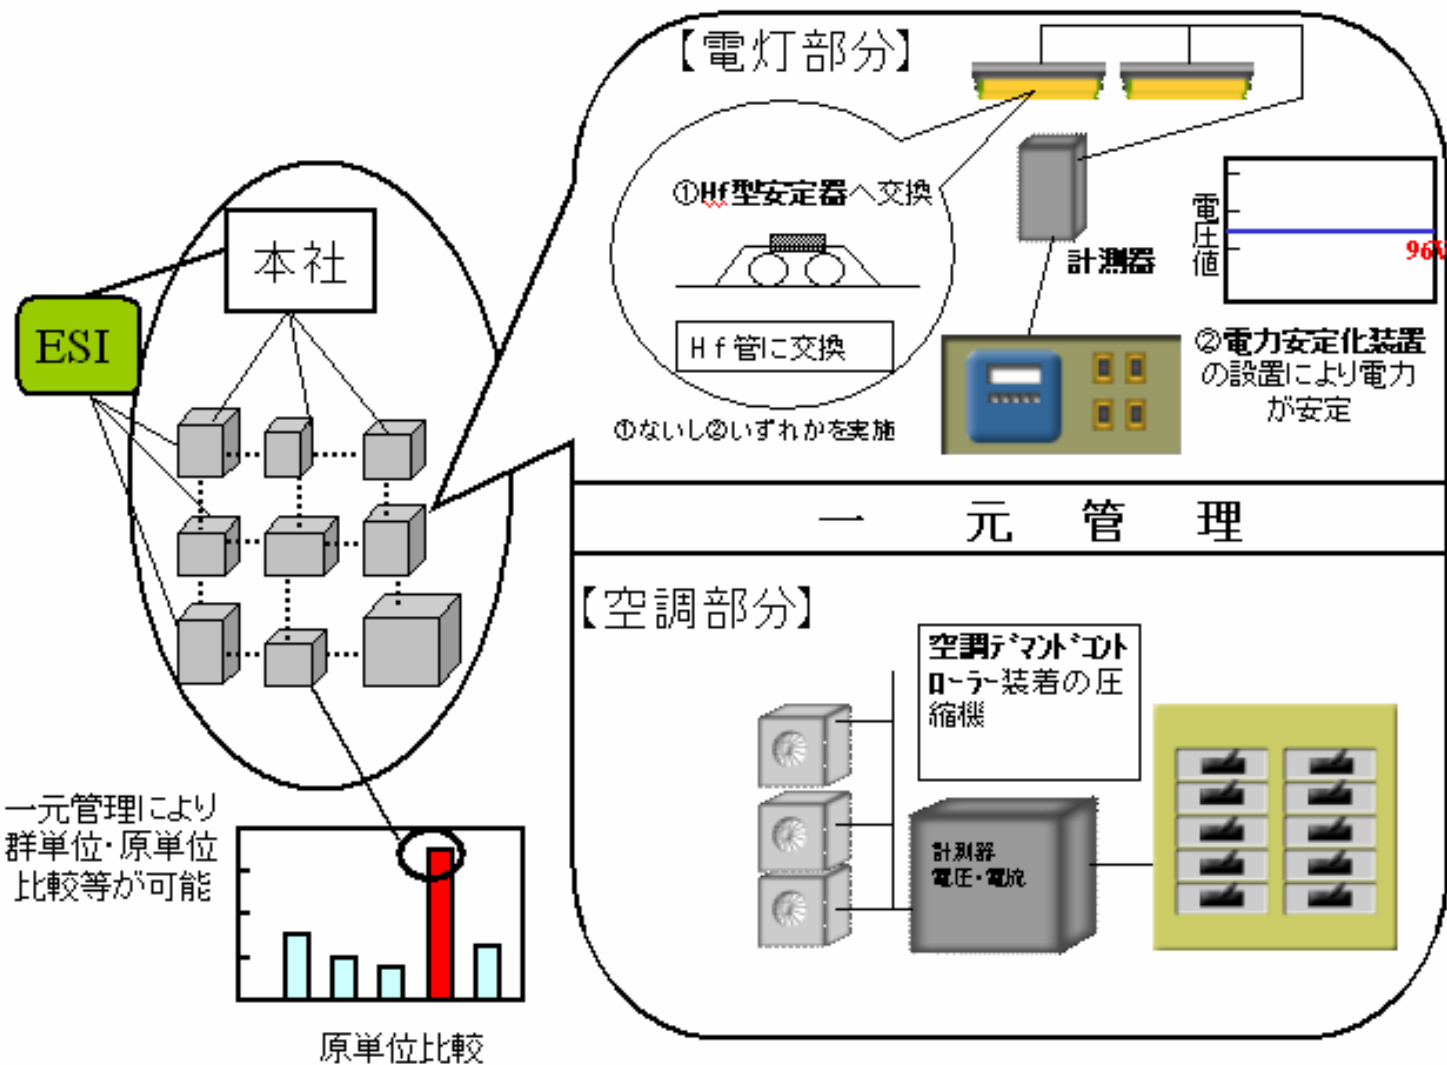 【電灯部分】
①Hf型安定器へ交換
Hf管に交換
①ないし②いずれかを実施
計測器
電圧値
96V
②電力安定化装置
の設置により電力
が安定
本社
ESI
一元管理
【空調部分】
空調デマンドコント
ローラー装着の圧
縮機
計測器
電圧・電流
一元管理により
群単位・原単位
比較等が可能
原単位比較